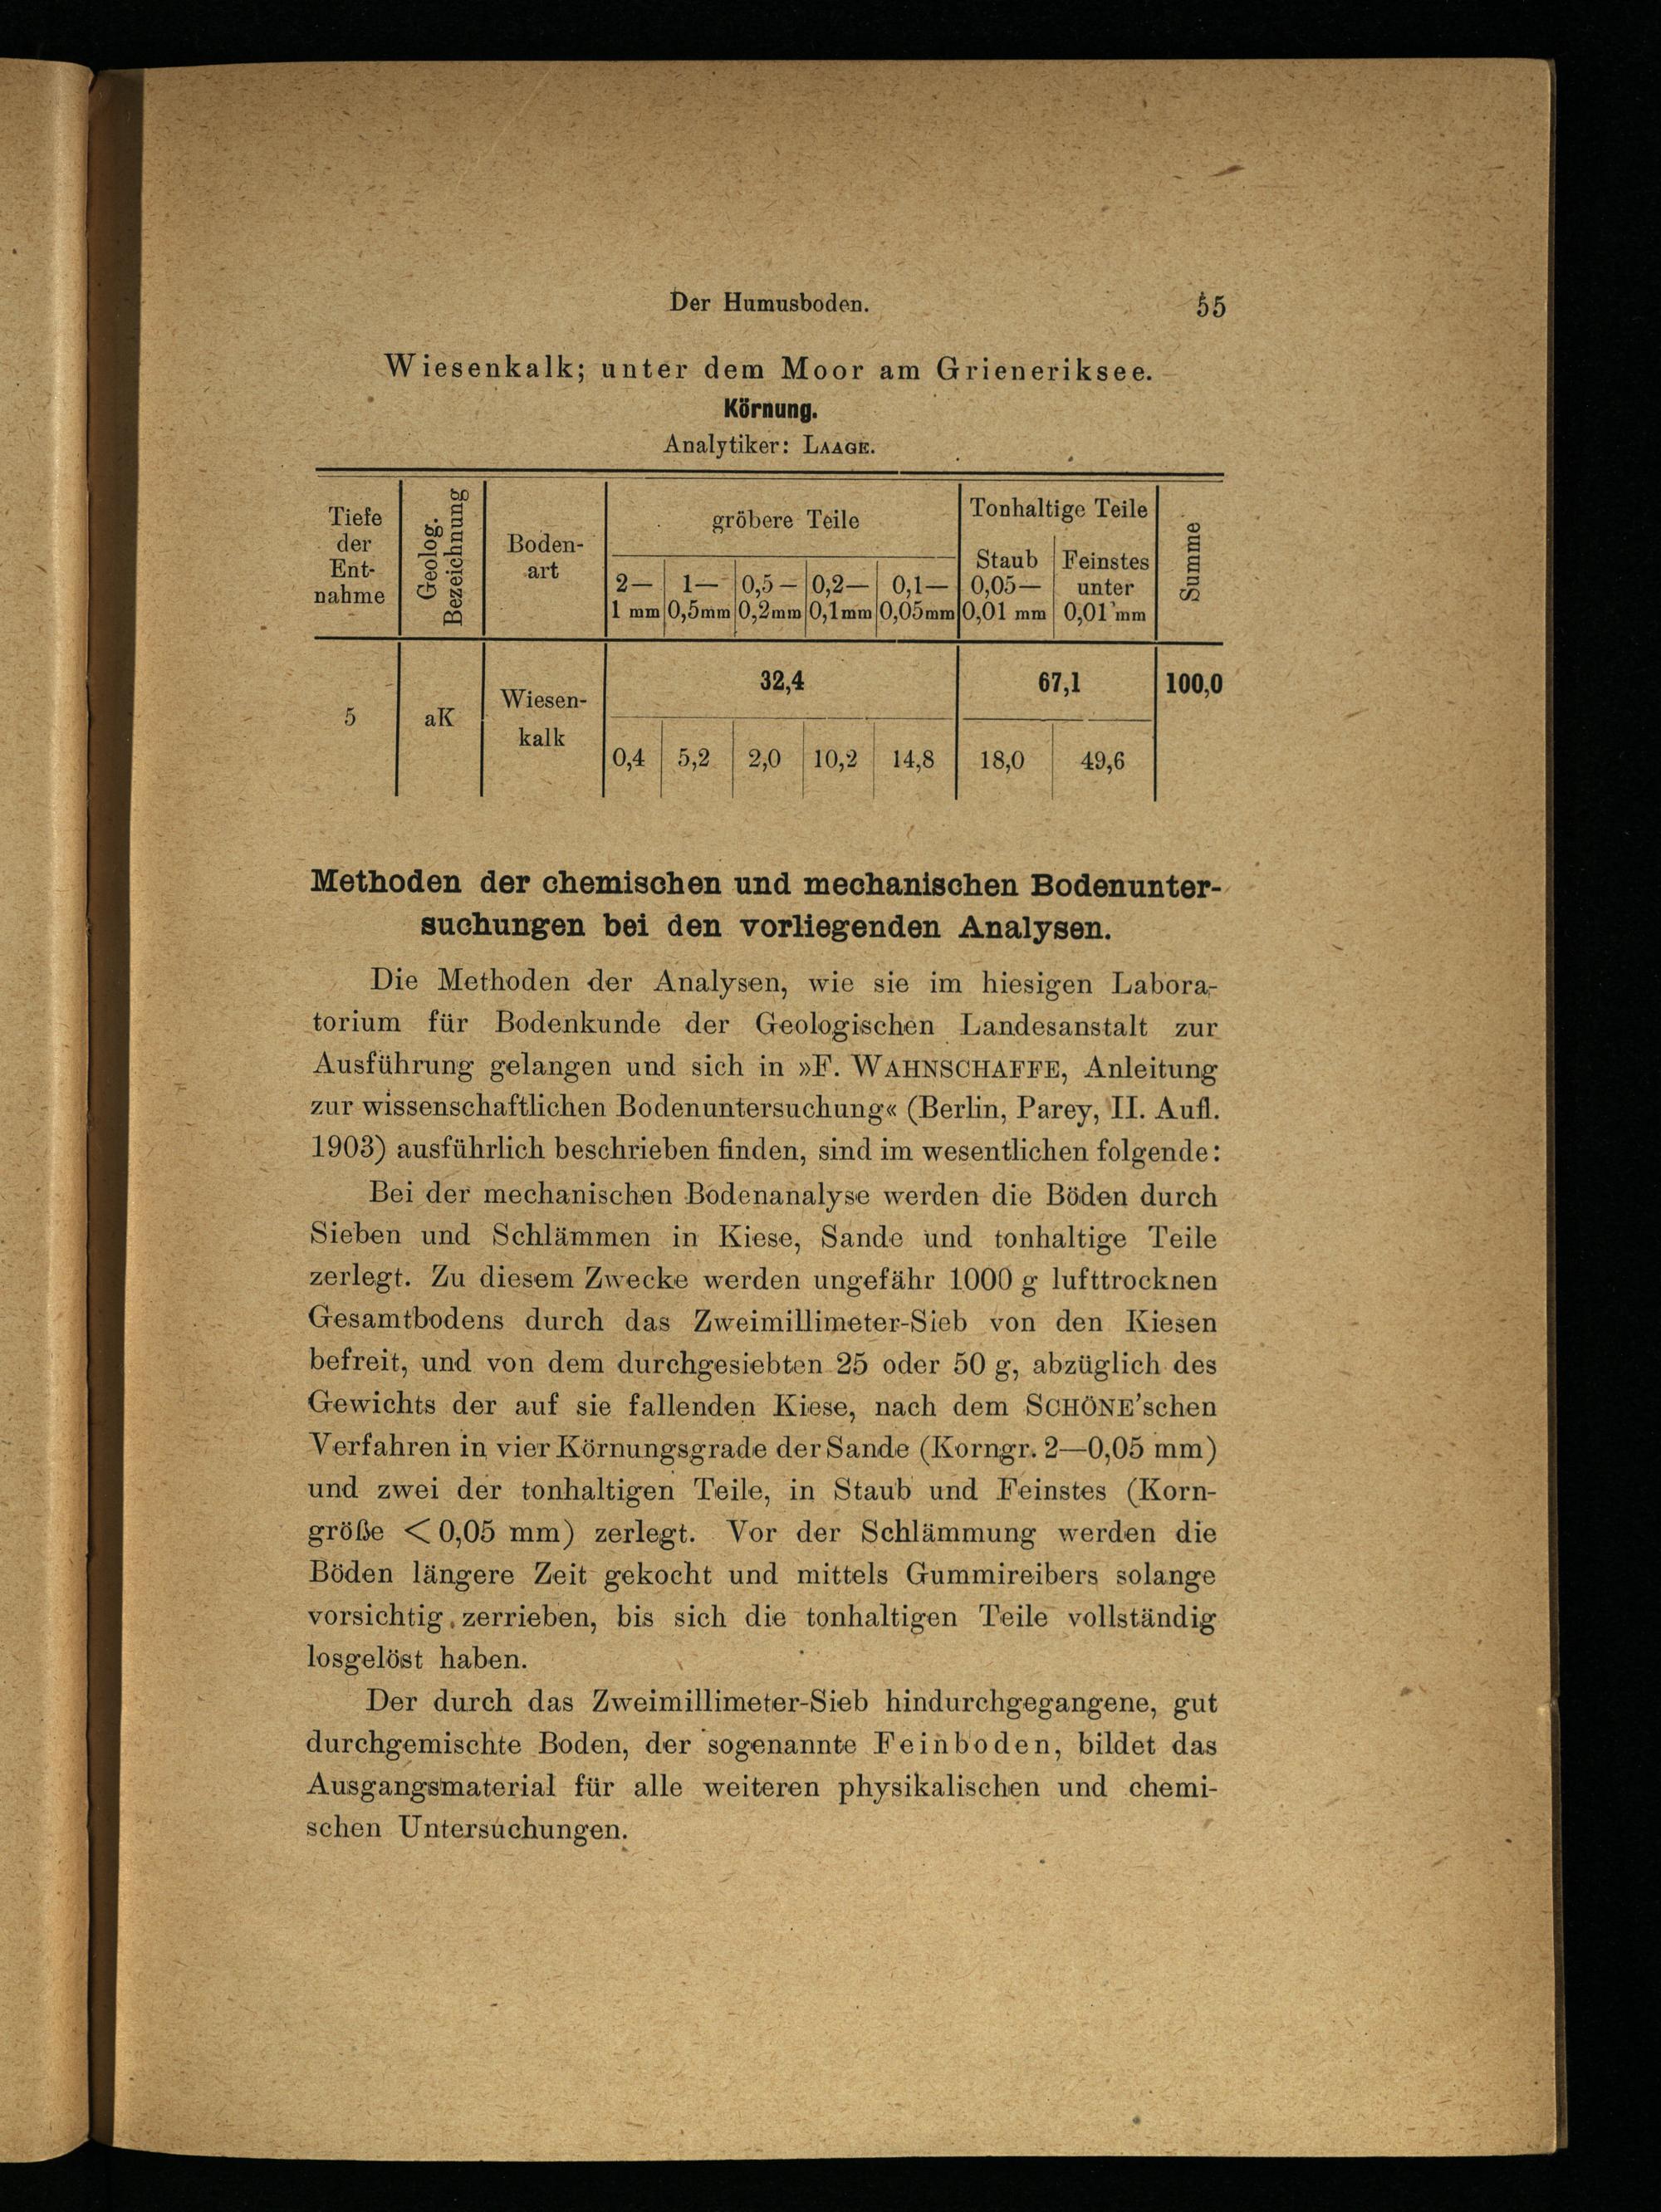 Der Humusboden. 55
Wiesenkalk; unter dem Moor am Grieneriksee.
Körnung.
Analytiker: LAAGE.
Tiefe der Ent-nahme | Geolog. Bezeichnung | Boden-art | gröbere Teile | Tonhaltige Teile | Summe
2—1 mm | 1—0,5mm | 0,5—0,2mm | 0,2—0,1mm | 0,1—0,05mm | Staub 0,05—0,01 mm | Feinstes unter 0,01 mm
5 | aK | Wiesen-kalk | 32,4 | 67,1 | 100,0
0,4 | 5,2 | 2,0 | 10,2 | 14,8 | 18,0 | 49,6
Methoden der chemischen und mechanischen Bodenunter-
suchungen bei den vorliegenden Analysen.
Die Methoden der Analysen, wie sie im hiesigen Labora-
torium für Bodenkunde der Geologischen Landesanstalt zur
Ausführung gelangen und sich in »F. WAHNSCHAFFE, Anleitung
zur wissenschaftlichen Bodenuntersuchung« (Berlin, Parey, II. Aufl.
1903) ausführlich beschrieben finden, sind im wesentlichen folgende:
Bei der mechanischen Bodenanalyse werden die Böden durch
Sieben und Schlämmen in Kiese, Sande und tonhaltige Teile
zerlegt. Zu diesem Zwecke werden ungefähr 1000 g lufttrocknen
Gesamtbodens durch das Zweimillimeter-Sieb von den Kiesen
befreit, und von dem durchgesiebten 25 oder 50 g, abzüglich des
Gewichts der auf sie fallenden Kiese, nach dem SCHÖNE'schen
Verfahren in vier Körnungsgrade der Sande (Korngr. 2—0,05 mm)
und zwei der tonhaltigen Teile, in Staub und Feinstes (Korn-
größe < 0,05 mm) zerlegt. Vor der Schlämmung werden die
Böden längere Zeit gekocht und mittels Gummireibers solange
vorsichtig zerrieben, bis sich die tonhaltigen Teile vollständig
losgelöst haben.
Der durch das Zweimillimeter-Sieb hindurchgegangene, gut
durchgemischte Boden, der sogenannte Feinboden, bildet das
Ausgangsmaterial für alle weiteren physikalischen und chemi-
schen Untersuchungen.